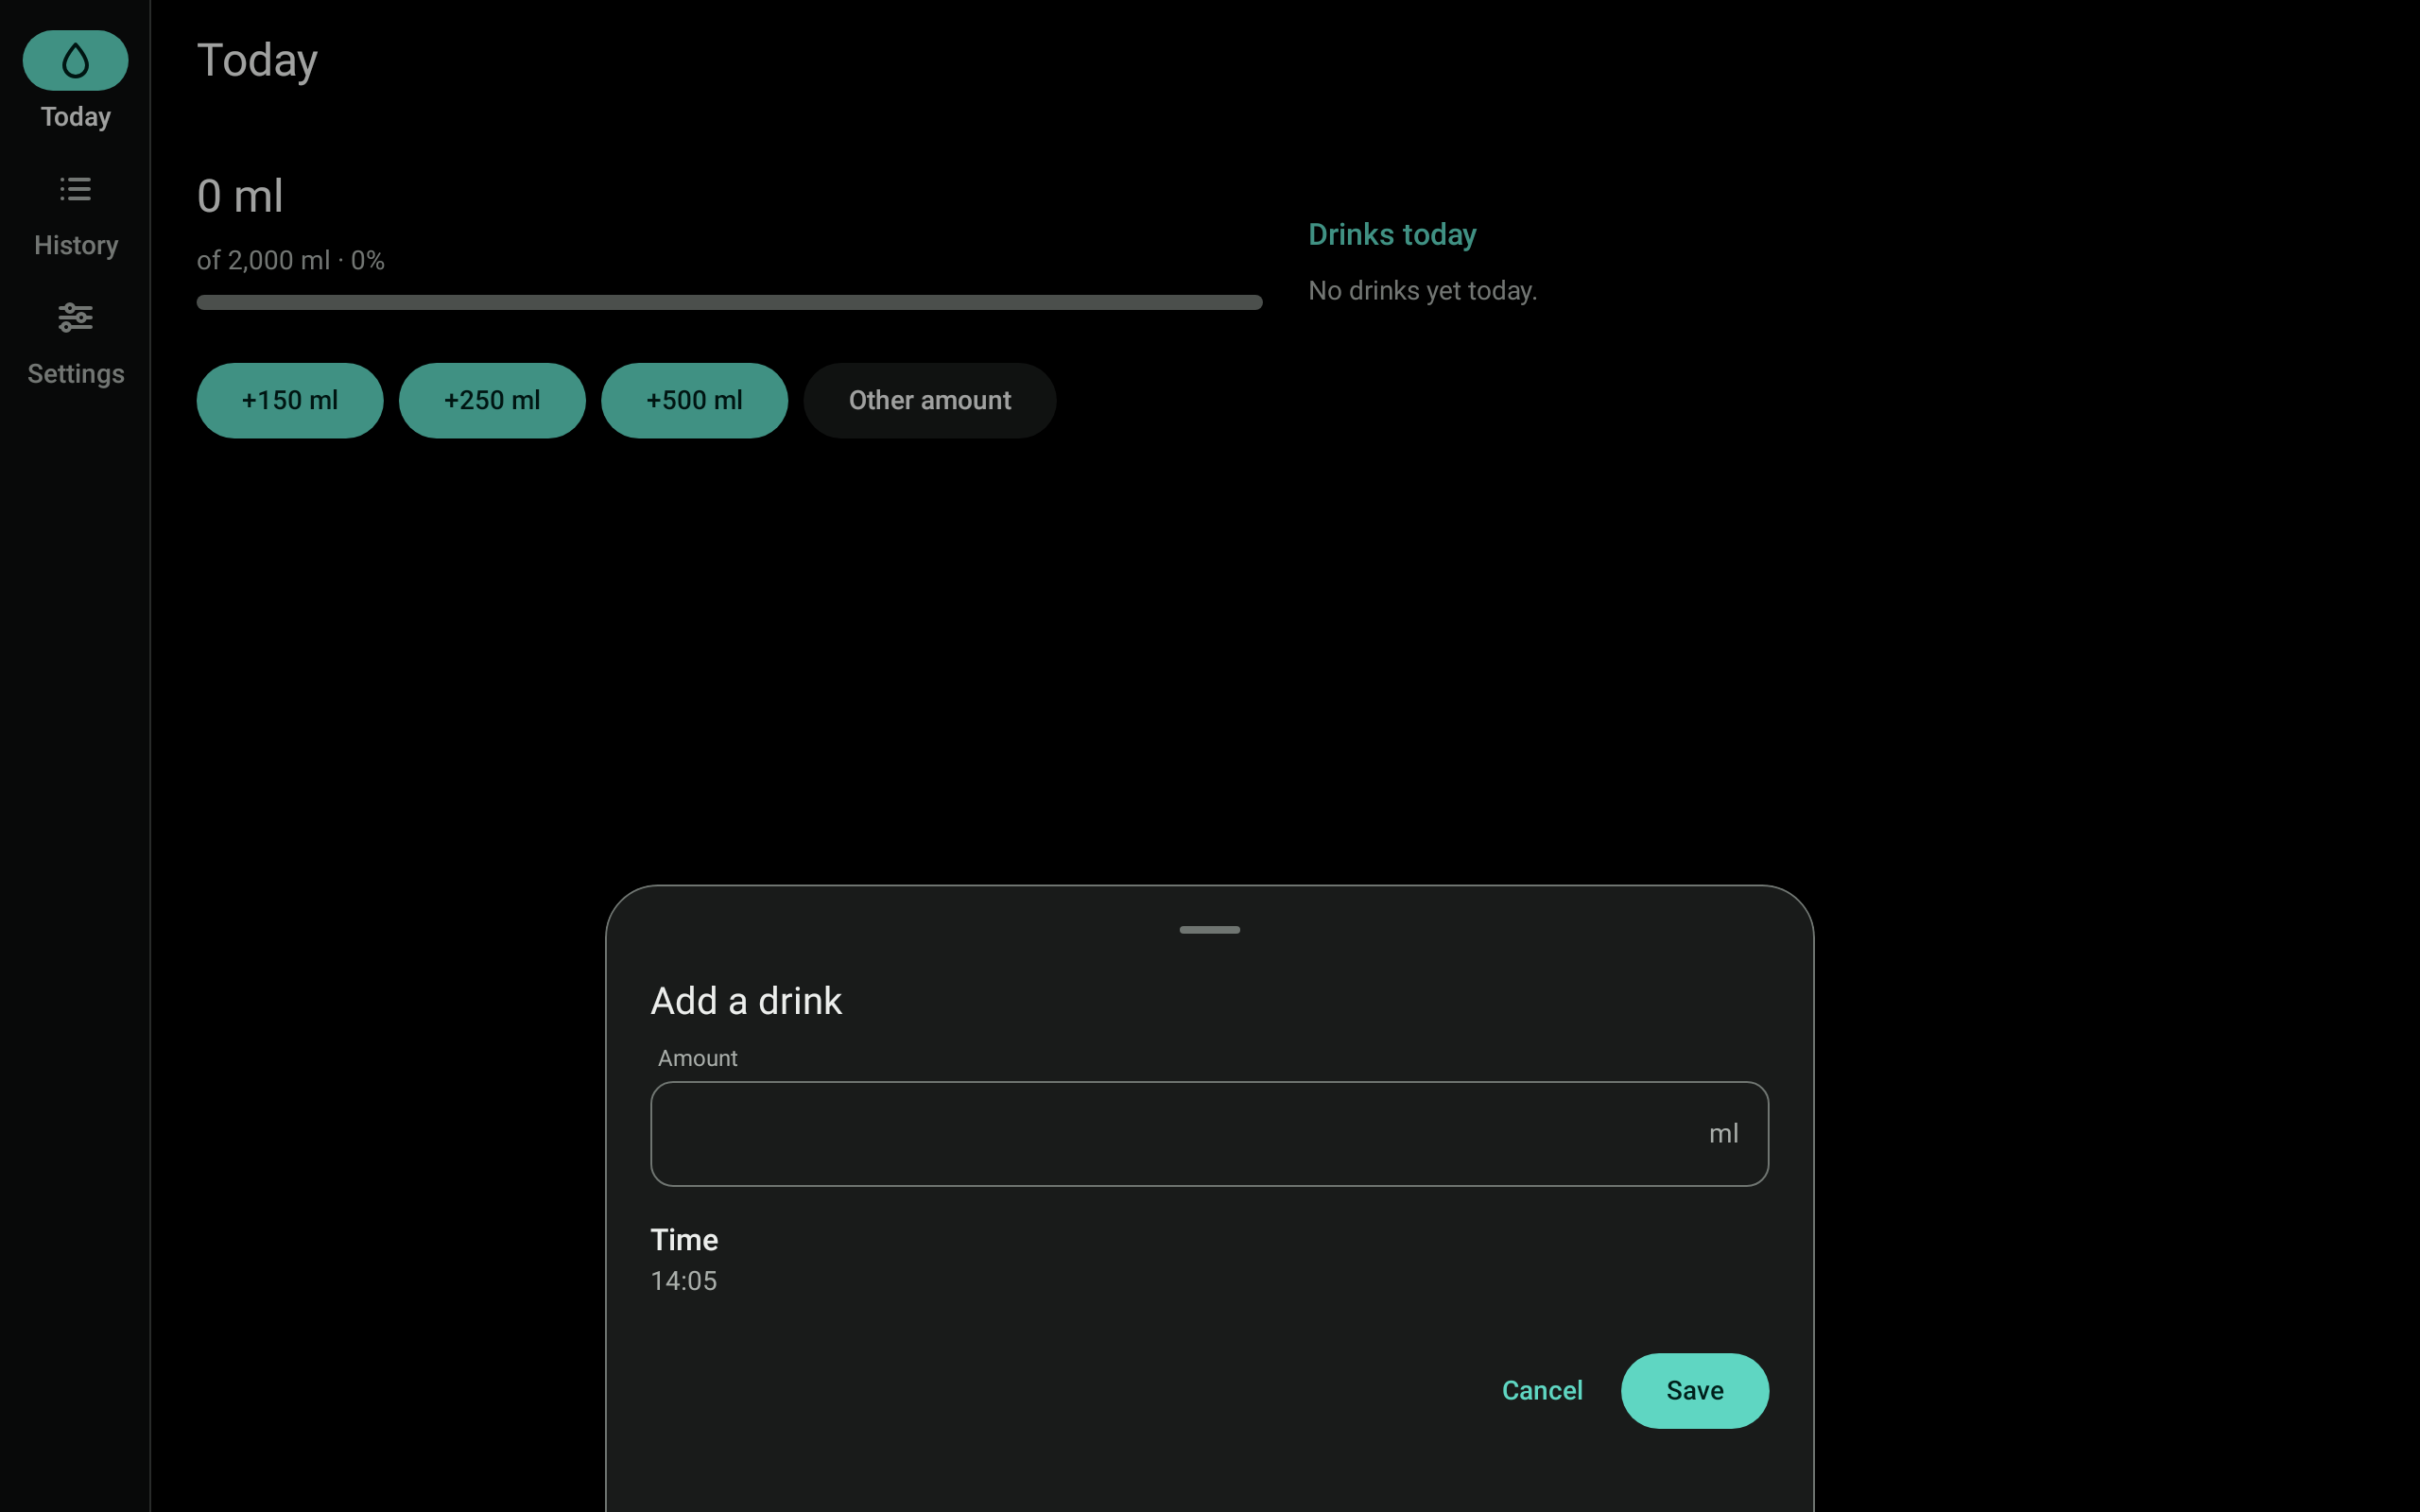 Today
History
Settings
Today
0 ml
of 2,000 ml · 0%
+150 ml
+250 ml
+500 ml
Other amount
Drinks today
No drinks yet today.
Add a drink
Amount
ml
Time
14:05
Cancel
Save